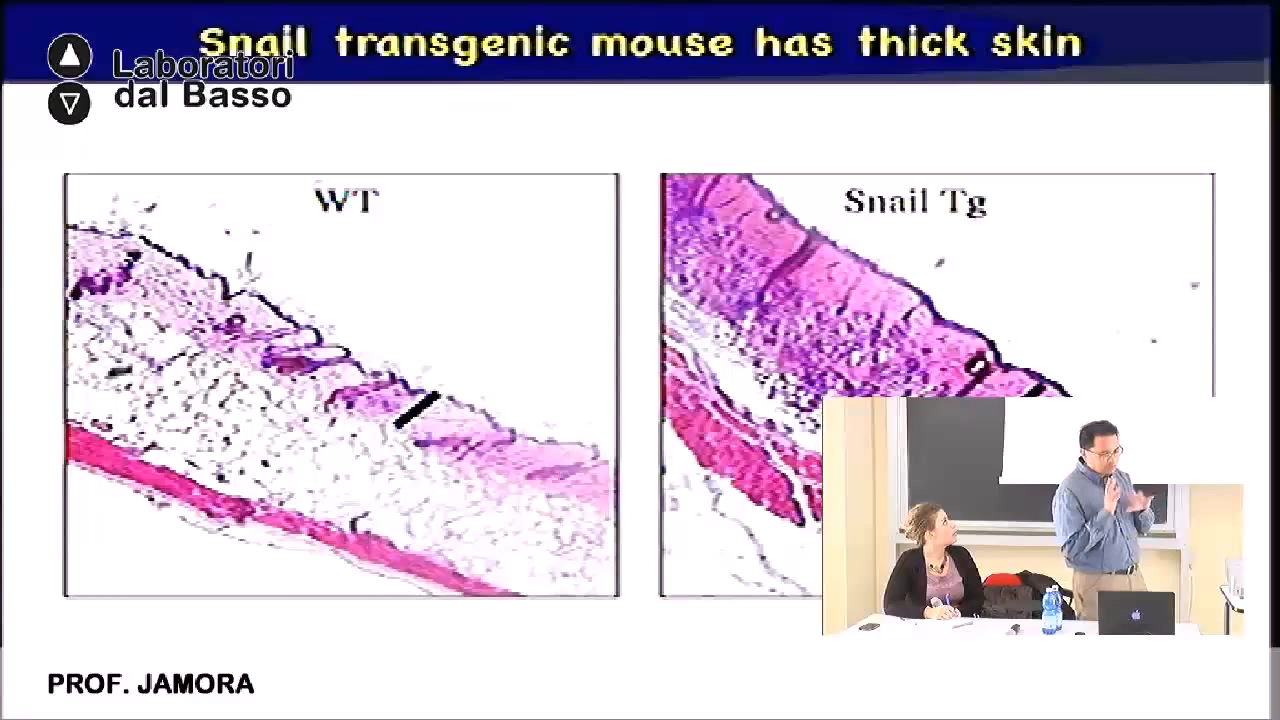 Snail transgenic mouse has thick skin
Laboratori
dal Basso
WT
Snail Tg
PROF. JAMORA